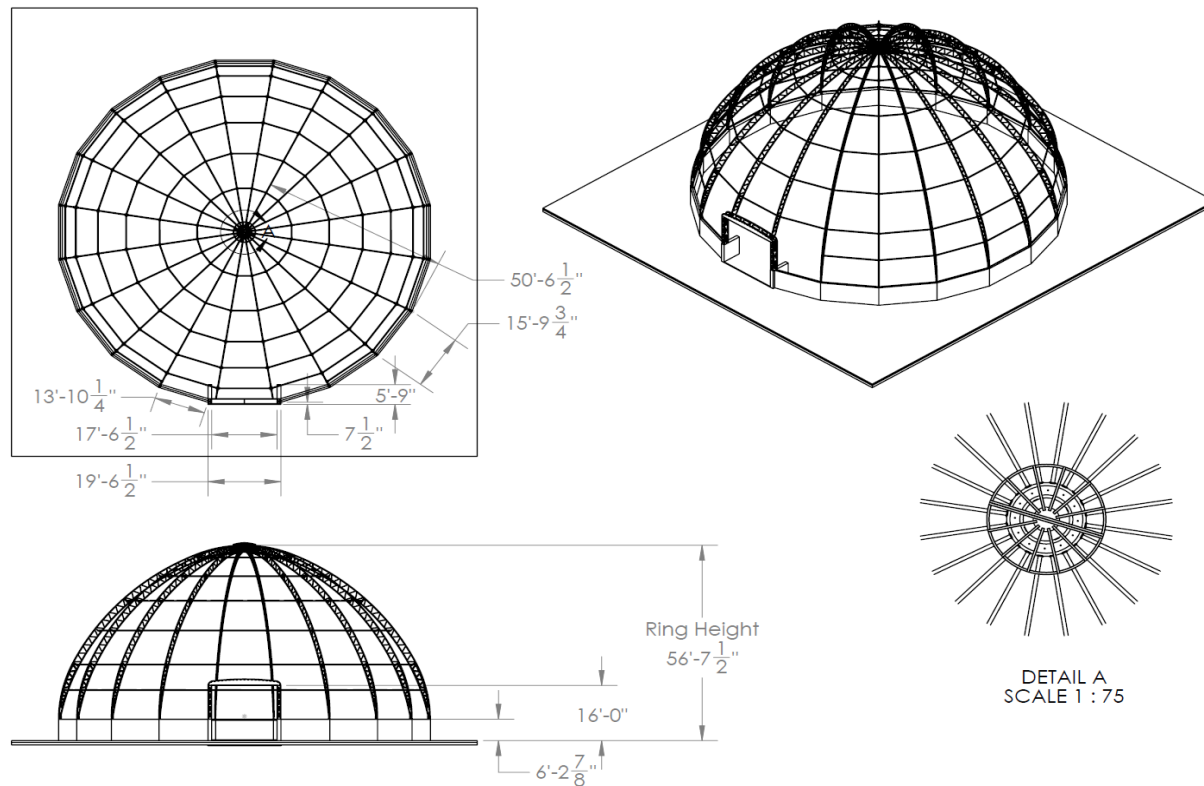 50'-6 1/2"
15'-9 3/4"
13'-10 1/4"
5'-9"
17'-6 1/2"
7 1/2"
19'-6 1/2"
A
Ring Height
56'-7 1/2"
16'-0"
6'-2 7/8"
DETAIL A
SCALE 1 : 75